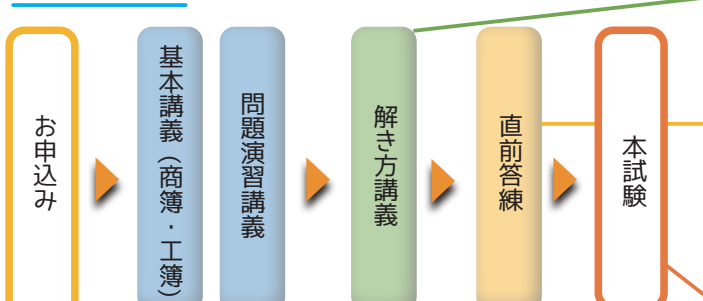 お申込み
基本講義（商簿・工簿）
問題演習講義
解き方講義
直前答練
本試験